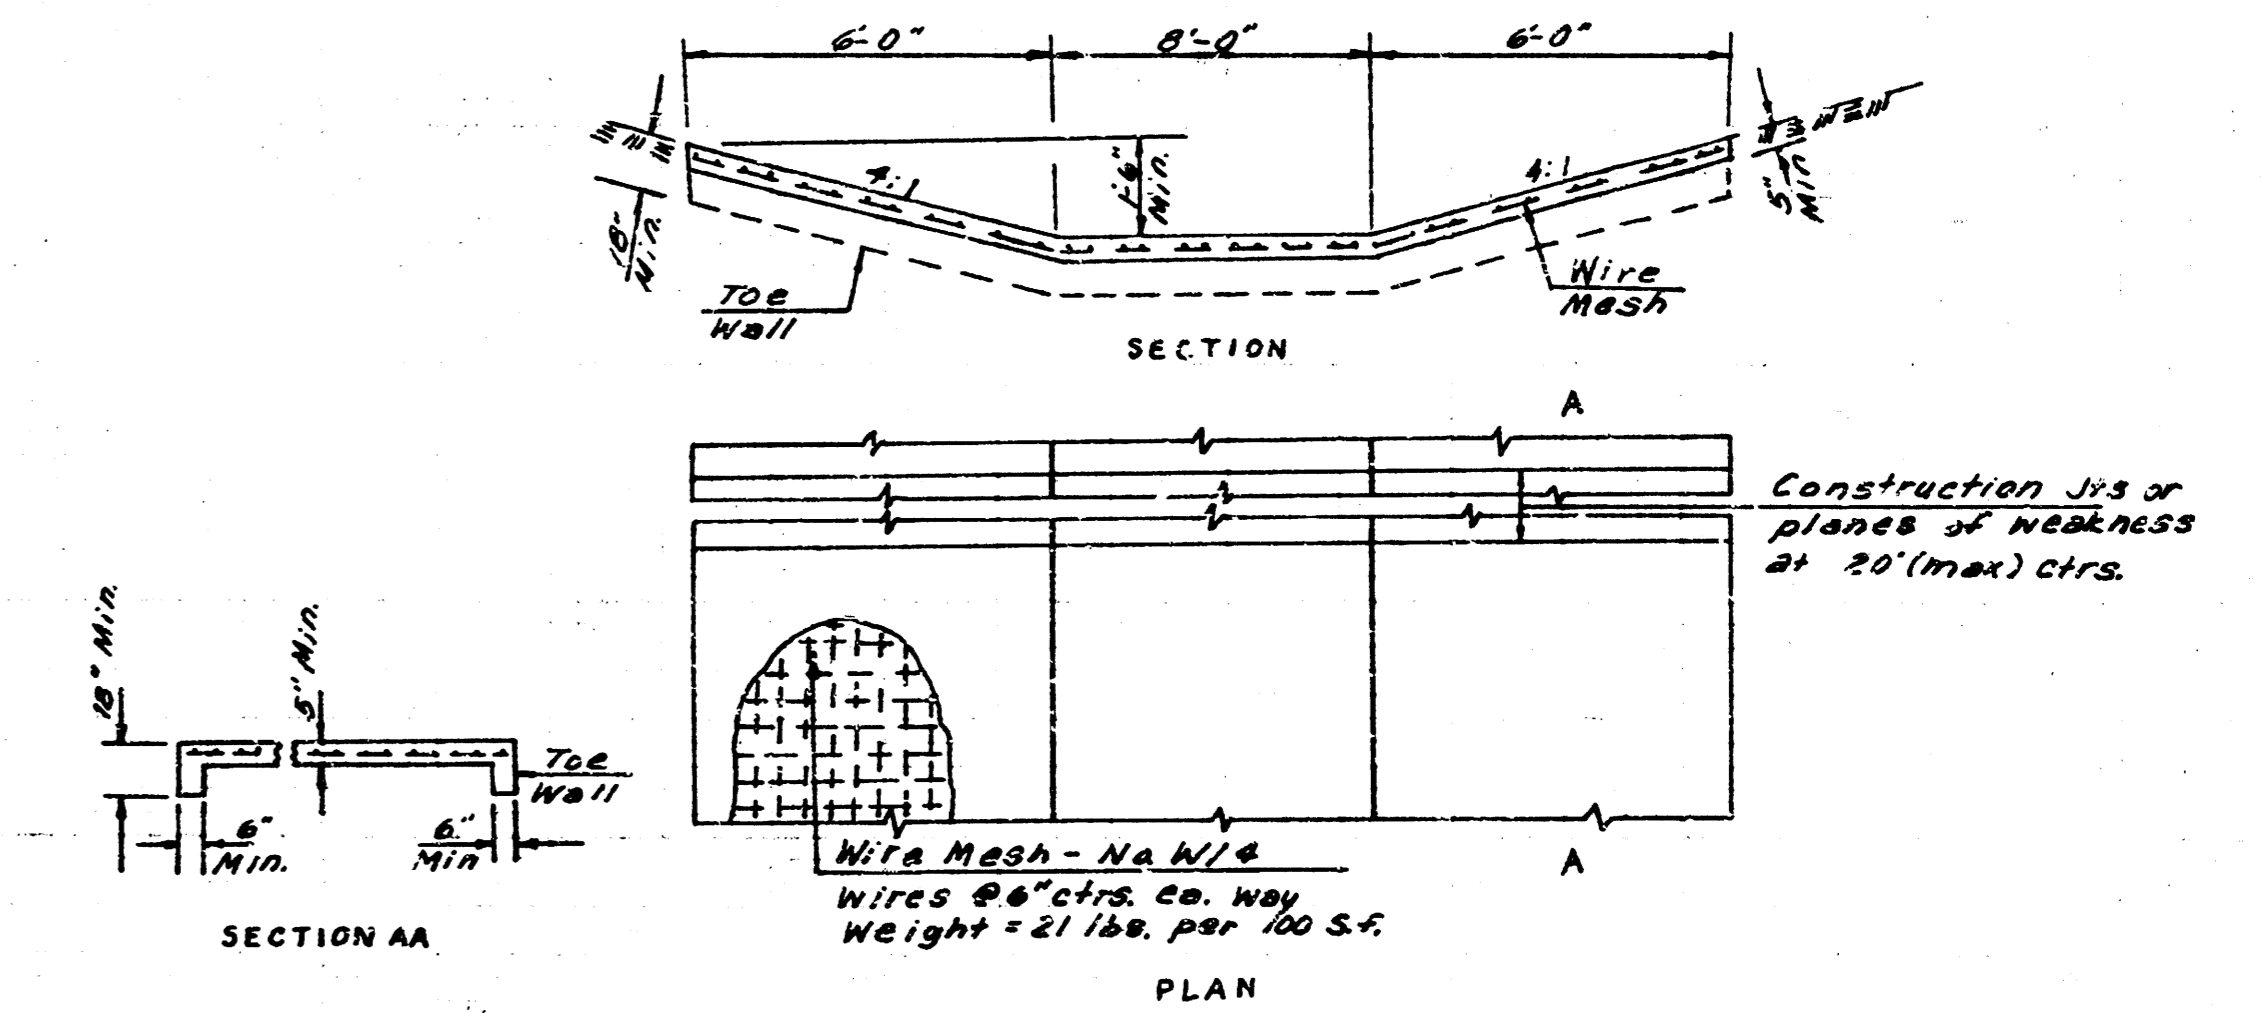 6'-0"
8'-0"
6'-0"
4:1
1'-6"
Min.
4:1
5"
Min
18"
Min.
Toe
Wall
Wire
Mesh
SECTION
A
Construction Jts or
planes of weakness
at 20' (max) ctrs.
18" Min.
5" Min.
Toe
Wall
6"
Min.
6"
Min
SECTION AA
Wire Mesh - No W/4
wires @ 6" ctrs. ea. way
Weight = 21 lbs. per 100 S.f.
A
PLAN